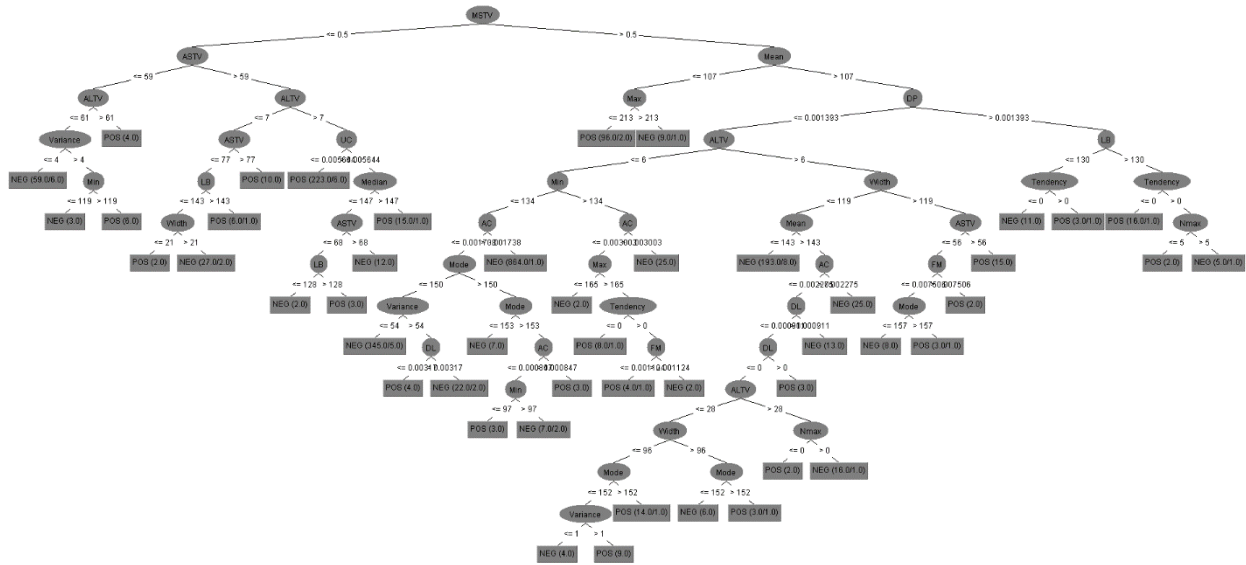 MSTV
<= 0.5 > 0.5
ASTV Mean
<= 59 > 59 <= 107 > 107
ALTV ALTV Max DP
<= 61 > 61 <= 7 > 7 <= 213 > 213 <= 0.001393 > 0.001393
Variance POS (4.0) ASTV UC POS (96.0/2.0) NEG (9.0/1.0) ALTV LB
<= 4 > 4 <= 77 > 77 <= 6 > 6 <= 130 > 130
NEG (59.0/6.0) Min LB POS (10.0) POS (223.0/6.0) Median Min Width Tendency Tendency
<= 119 > 119 <= 143 > 143 <= 147 > 147 <= 134 > 134 <= 119 > 119 <= 0 > 0 <= 0 > 0
NEG (3.0) POS (6.0) Width POS (6.0/1.0) ASTV POS (15.0/1.0) AC AC Mean ASTV NEG (11.0) POS (3.0/1.0) POS (16.0/1.0) Nmax
<= 21 > 21 <= 68 > 68 <= 143 > 143 <= 56 > 56 <= 5 > 5
POS (2.0) NEG (27.0/2.0) LB NEG (12.0) Mode NEG (864.0/1.0) Max NEG (25.0) NEG (193.0/8.0) AC FM POS (15.0) POS (2.0) NEG (5.0/1.0)
<= 128 > 128 <= 150 > 150 <= 165 > 165
NEG (2.0) POS (3.0) Variance Mode NEG (2.0) Tendency DL NEG (25.0) Mode POS (2.0)
<= 54 > 54 <= 153 > 153 <= 0 > 0 <= 157 > 157
NEG (345.0/5.0) DL NEG (7.0) AC POS (8.0/1.0) FM DL NEG (13.0) NEG (8.0) POS (3.0/1.0)
<= 0 > 0
POS (4.0) NEG (22.0/2.0) Min POS (3.0) POS (4.0/1.0) NEG (2.0) ALTV POS (3.0)
<= 97 > 97 <= 28 > 28
POS (3.0) NEG (7.0/2.0) Width Nmax
<= 96 > 96 <= 0 > 0
Mode Mode POS (2.0) NEG (16.0/1.0)
<= 152 > 152 <= 152 > 152
Variance POS (14.0/1.0) NEG (6.0) POS (3.0/1.0)
<= 1 > 1
NEG (4.0) POS (9.0)